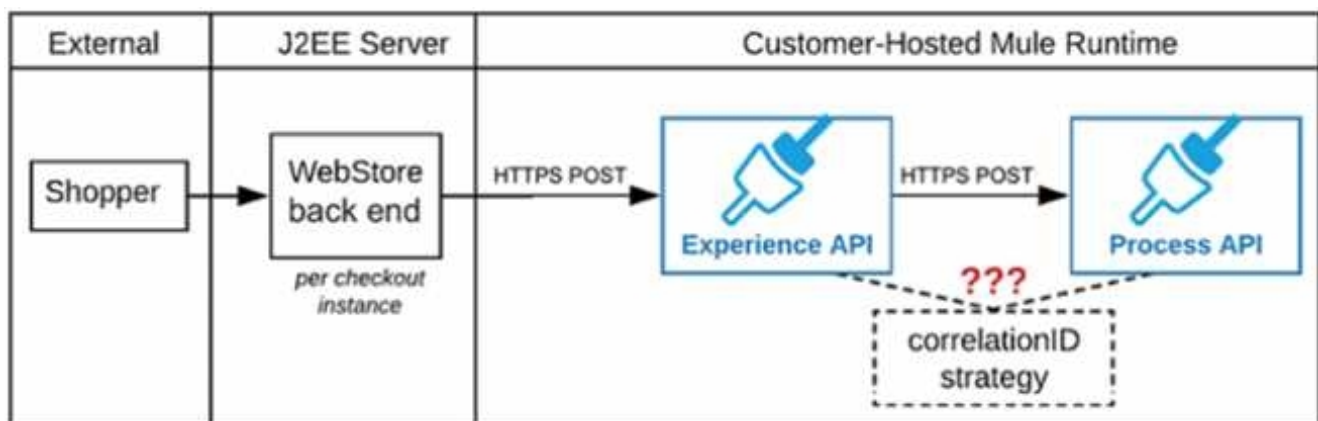 External
J2EE Server
Customer-Hosted Mule Runtime
Shopper
WebStore
back end
per checkout
instance
HTTPS POST
Experience API
HTTPS POST
Process API
???
correlationID
strategy